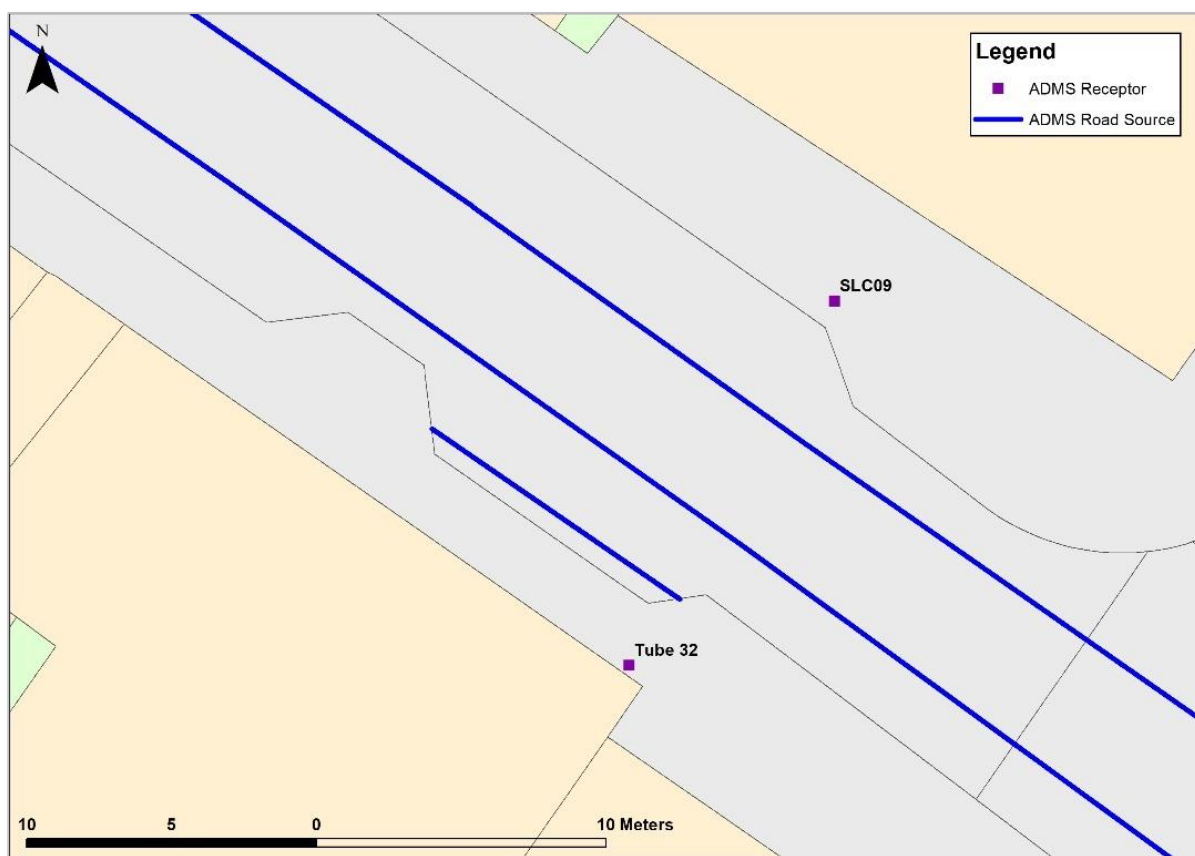 N
Legend
ADMS Receptor
ADMS Road Source
SLC09
Tube 32
10 5 0 10 Meters